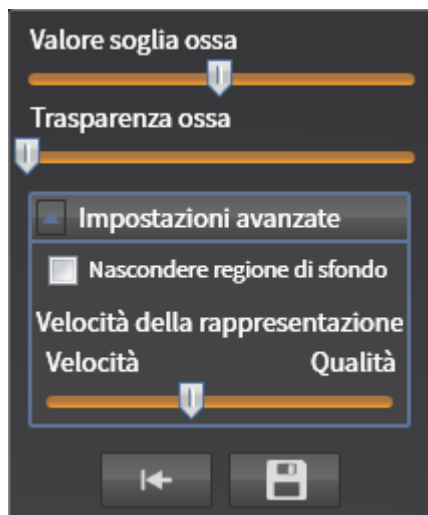 Valore soglia ossa
Trasparenza ossa
Impostazioni avanzate
Nascondere regione di sfondo
Velocità della rappresentazione
Velocità Qualità